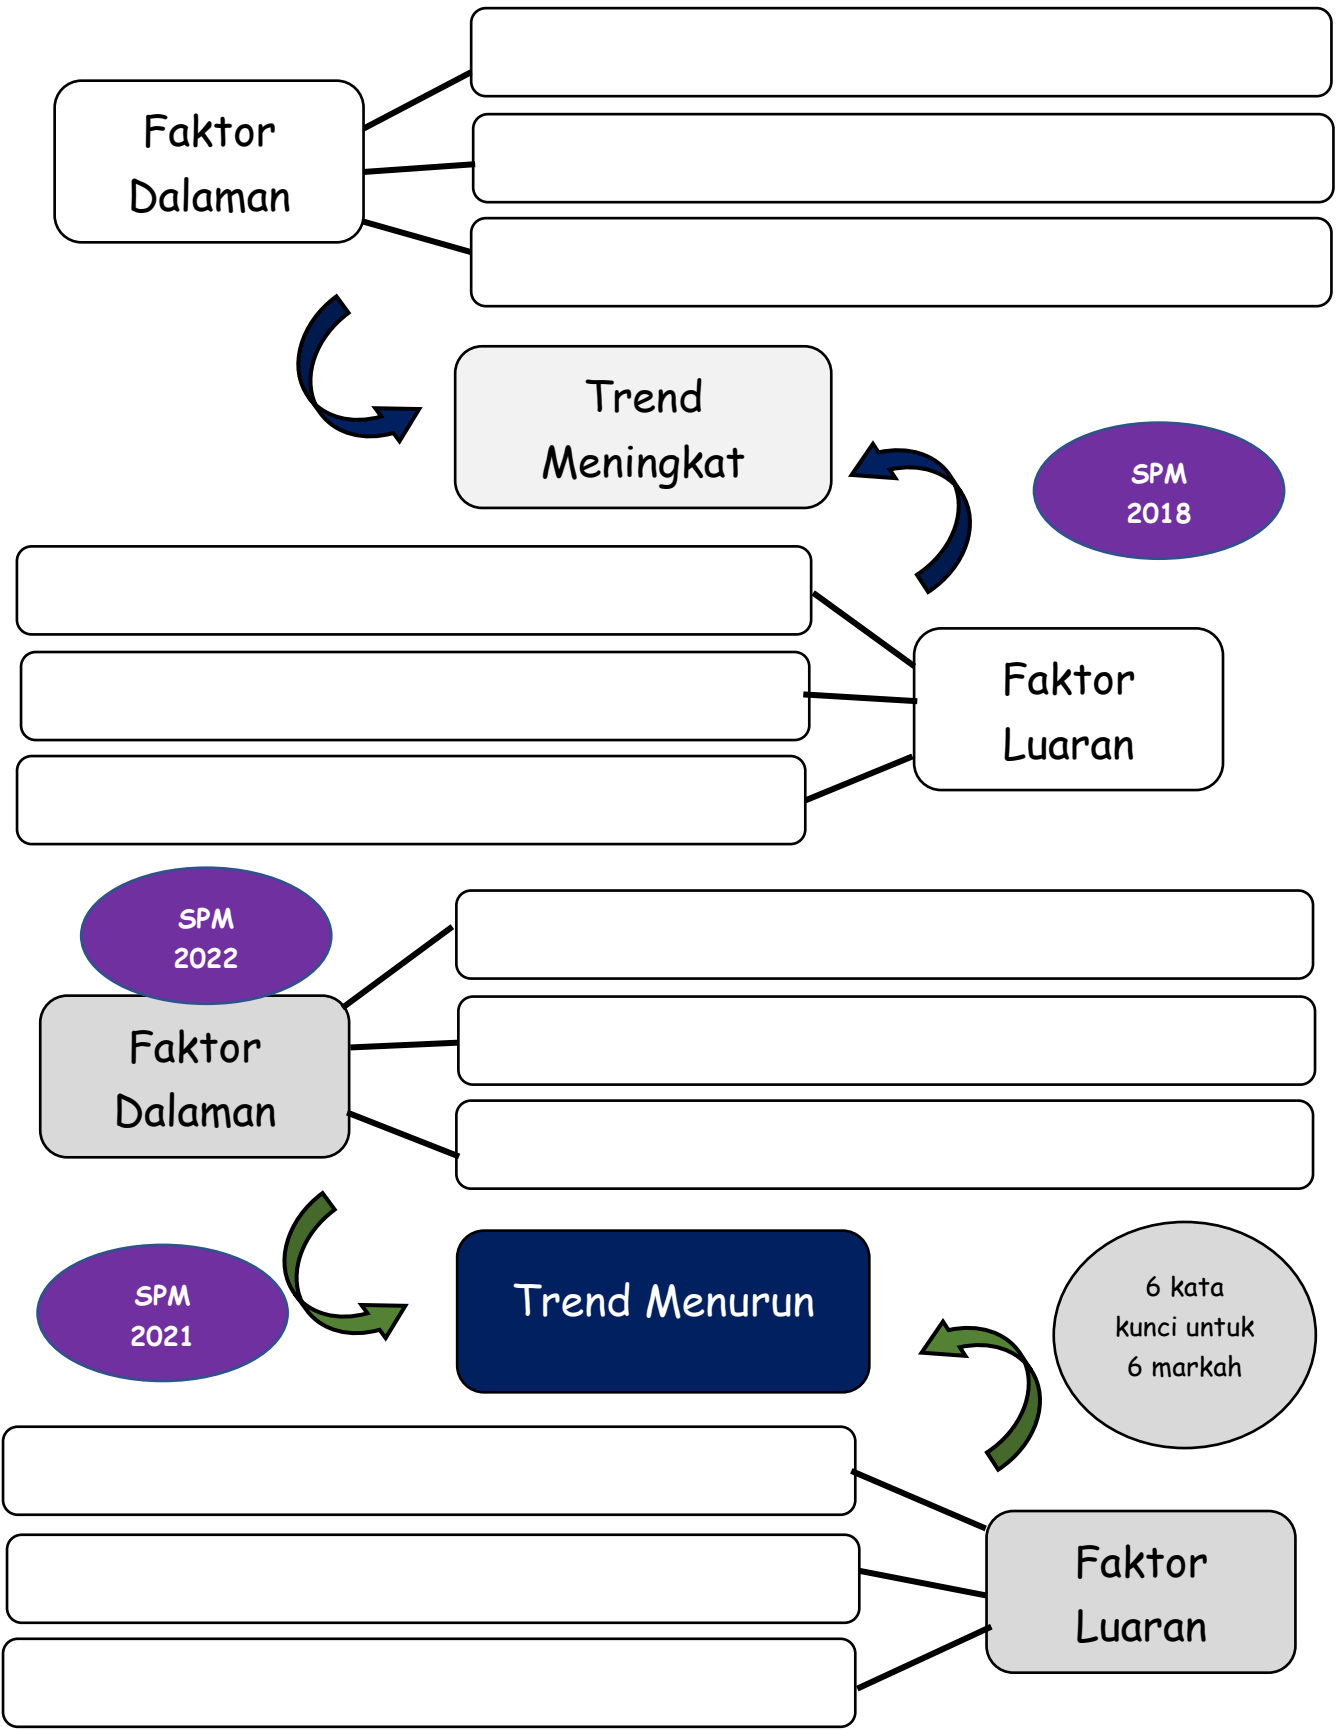 Faktor
Dalaman
Trend
Meningkat
SPM
2018
Faktor
Luaran
SPM
2022
Faktor
Dalaman
SPM
2021
Trend Menurun
6 kata
kunci untuk
6 markah
Faktor
Luaran